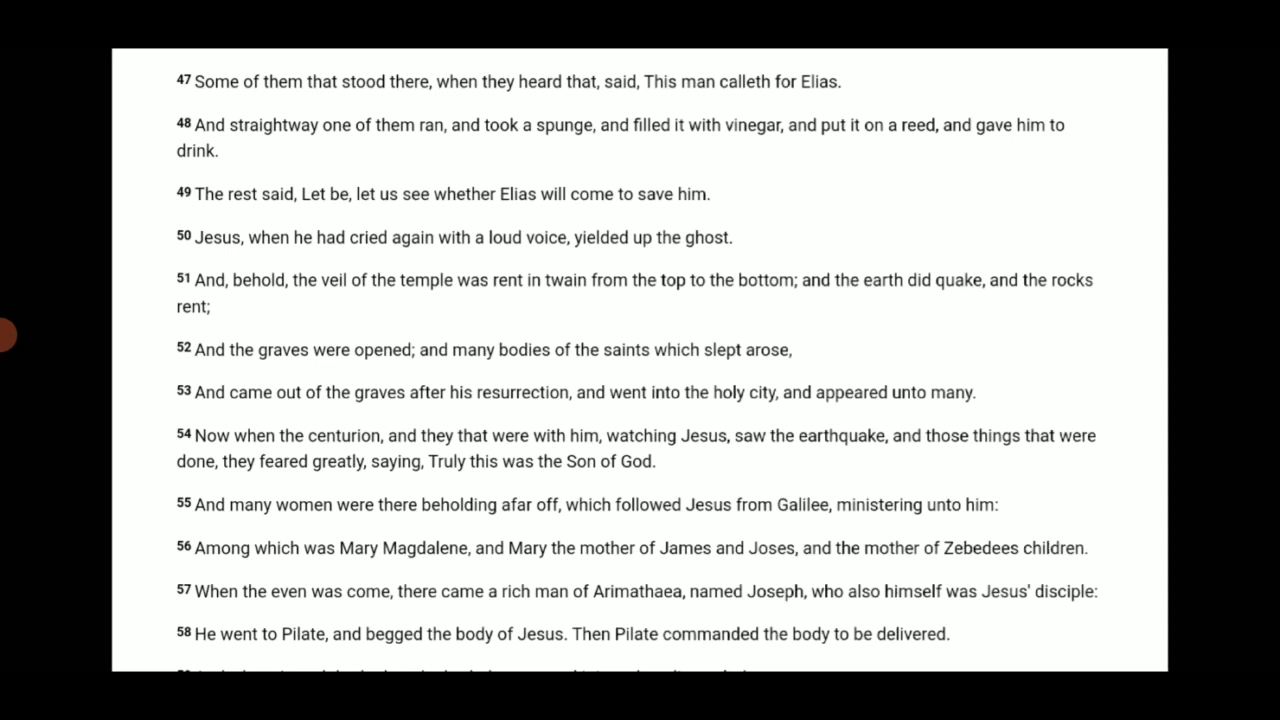 47 Some of them that stood there, when they heard that, said, This man calleth for Elias.
48 And straightway one of them ran, and took a spunge, and filled it with vinegar, and put it on a reed, and gave him to
drink.
49 The rest said, Let be, let us see whether Elias will come to save him.
50 Jesus, when he had cried again with a loud voice, yielded up the ghost.
51 And, behold, the veil of the temple was rent in twain from the top to the bottom; and the earth did quake, and the rocks
rent;
52 And the graves were opened; and many bodies of the saints which slept arose,
53 And came out of the graves after his resurrection, and went into the holy city, and appeared unto many.
54 Now when the centurion, and they that were with him, watching Jesus, saw the earthquake, and those things that were
done, they feared greatly, saying, Truly this was the Son of God.
55 And many women were there beholding afar off, which followed Jesus from Galilee, ministering unto him:
56 Among which was Mary Magdalene, and Mary the mother of James and Joses, and the mother of Zebedees children.
57 When the even was come, there came a rich man of Arimathaea, named Joseph, who also himself was Jesus' disciple:
58 He went to Pilate, and begged the body of Jesus. Then Pilate commanded the body to be delivered.